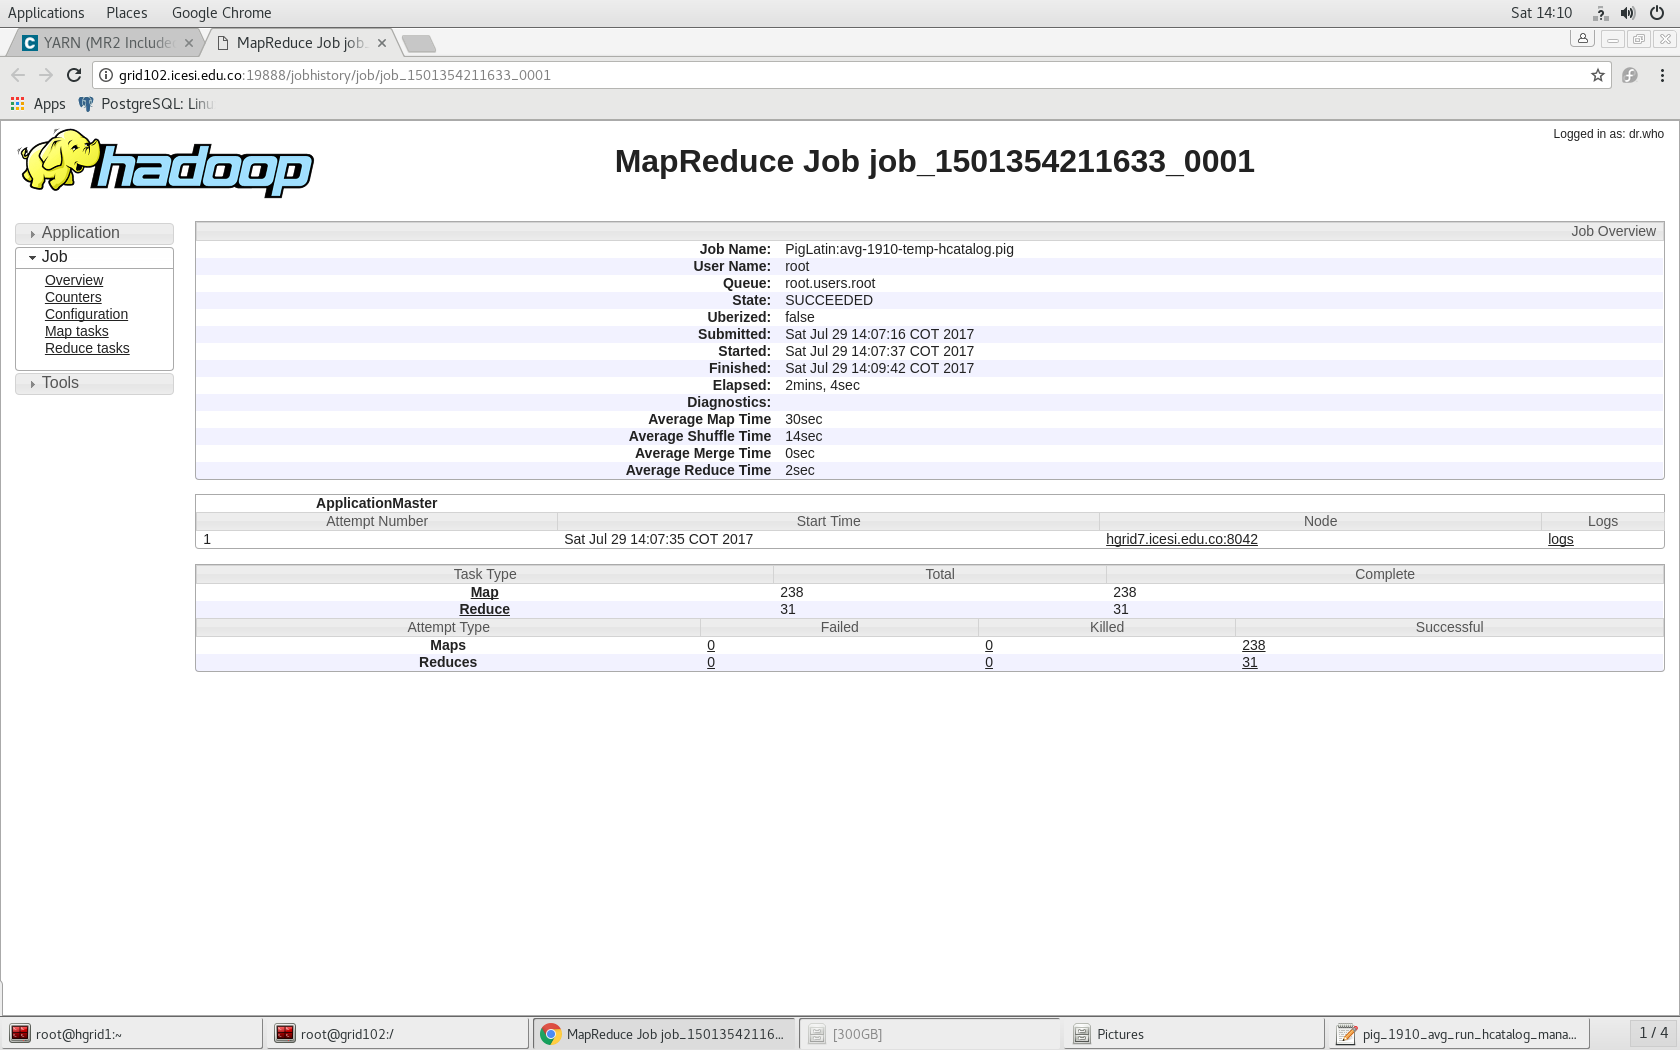 Applications Places Google Chrome Sat 14:10
YARN (MR2 Include MapReduce Job job_
grid102.icesi.edu.co:19888/jobhistory/job/job_1501354211633_0001
Apps PostgreSQL: Linu
hadoop
MapReduce Job job_1501354211633_0001
Logged in as: dr.who
Application
Job
Overview
Counters
Configuration
Map tasks
Reduce tasks
Tools
Job Overview
Job Name: PigLatin:avg-1910-temp-hcatalog.pig
User Name: root
Queue: root.users.root
State: SUCCEEDED
Uberized: false
Submitted: Sat Jul 29 14:07:16 COT 2017
Started: Sat Jul 29 14:07:37 COT 2017
Finished: Sat Jul 29 14:09:42 COT 2017
Elapsed: 2mins, 4sec
Diagnostics:
Average Map Time 30sec
Average Shuffle Time 14sec
Average Merge Time 0sec
Average Reduce Time 2sec
ApplicationMaster
Attempt Number Start Time Node Logs
1 Sat Jul 29 14:07:35 COT 2017 hgrid7.icesi.edu.co:8042 logs
Task Type Total Complete
Map 238 238
Reduce 31 31
Attempt Type Failed Killed Successful
Maps 0 0 238
Reduces 0 0 31
root@hgrid1:~ root@grid102:/ MapReduce Job job_15013542116... [300GB] Pictures pig_1910_avg_run_hcatalog_mana... 1 / 4